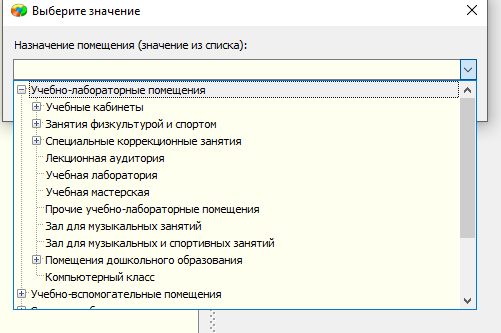 Выберите значение
Назначение помещения (значение из списка):
Учебно-лабораторные помещения
Учебные кабинеты
Занятия физкультурой и спортом
Специальные коррекционные занятия
Лекционная аудитория
Учебная лаборатория
Учебная мастерская
Прочие учебно-лабораторные помещения
Зал для музыкальных занятий
Зал для музыкальных и спортивных занятий
Помещения дошкольного образования
Компьютерный класс
Учебно-вспомогательные помещения